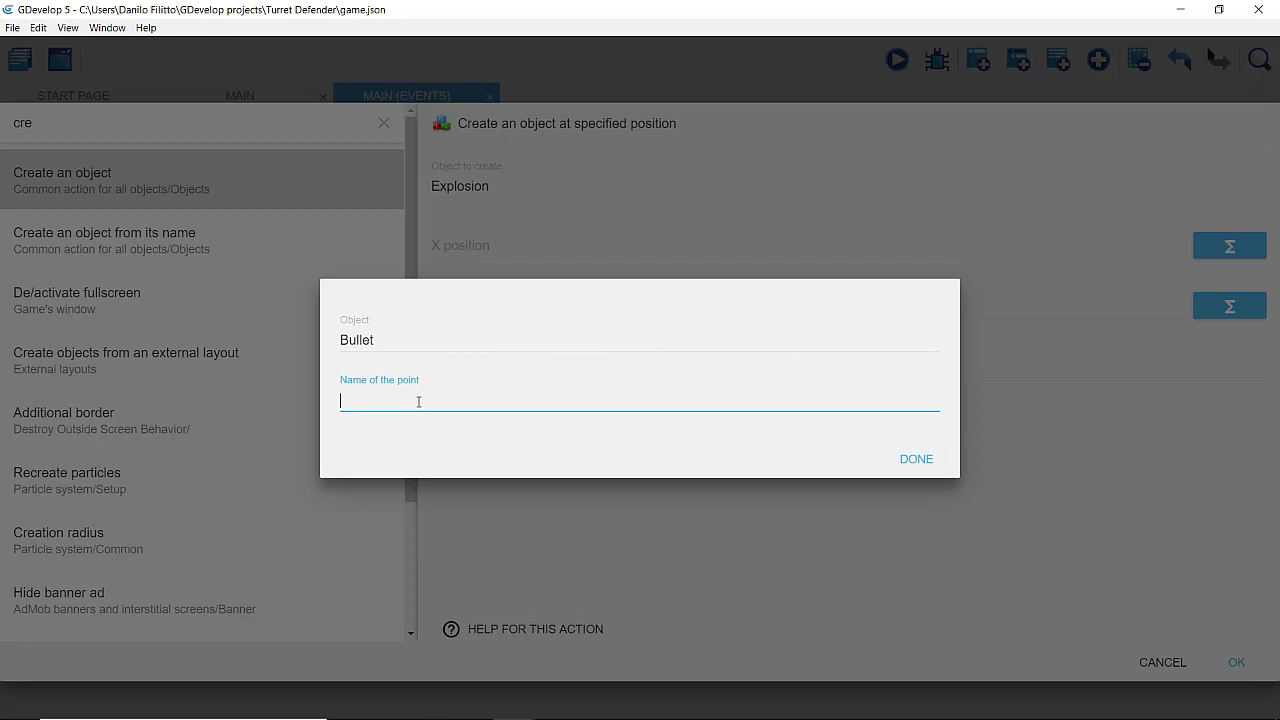 GDevelop 5 - C:\Users\Danilo Filitto\GDevelop projects\Turret Defender\game.json
File Edit View Window Help
START PAGE
MAIN
MAIN (EVENTS)
cre
Create an object
Common action for all objects/Objects
Create an object from its name
Common action for all objects/Objects
De/activate fullscreen
Game's window
Create objects from an external layout
External layouts
Additional border
Destroy Outside Screen Behavior/
Recreate particles
Particle system/Setup
Creation radius
Particle system/Common
Hide banner ad
AdMob banners and interstitial screens/Banner
Create an object at specified position
Object to create
Explosion
X position
Σ
Σ
Object
Bullet
Name of the point
DONE
HELP FOR THIS ACTION
CANCEL
OK